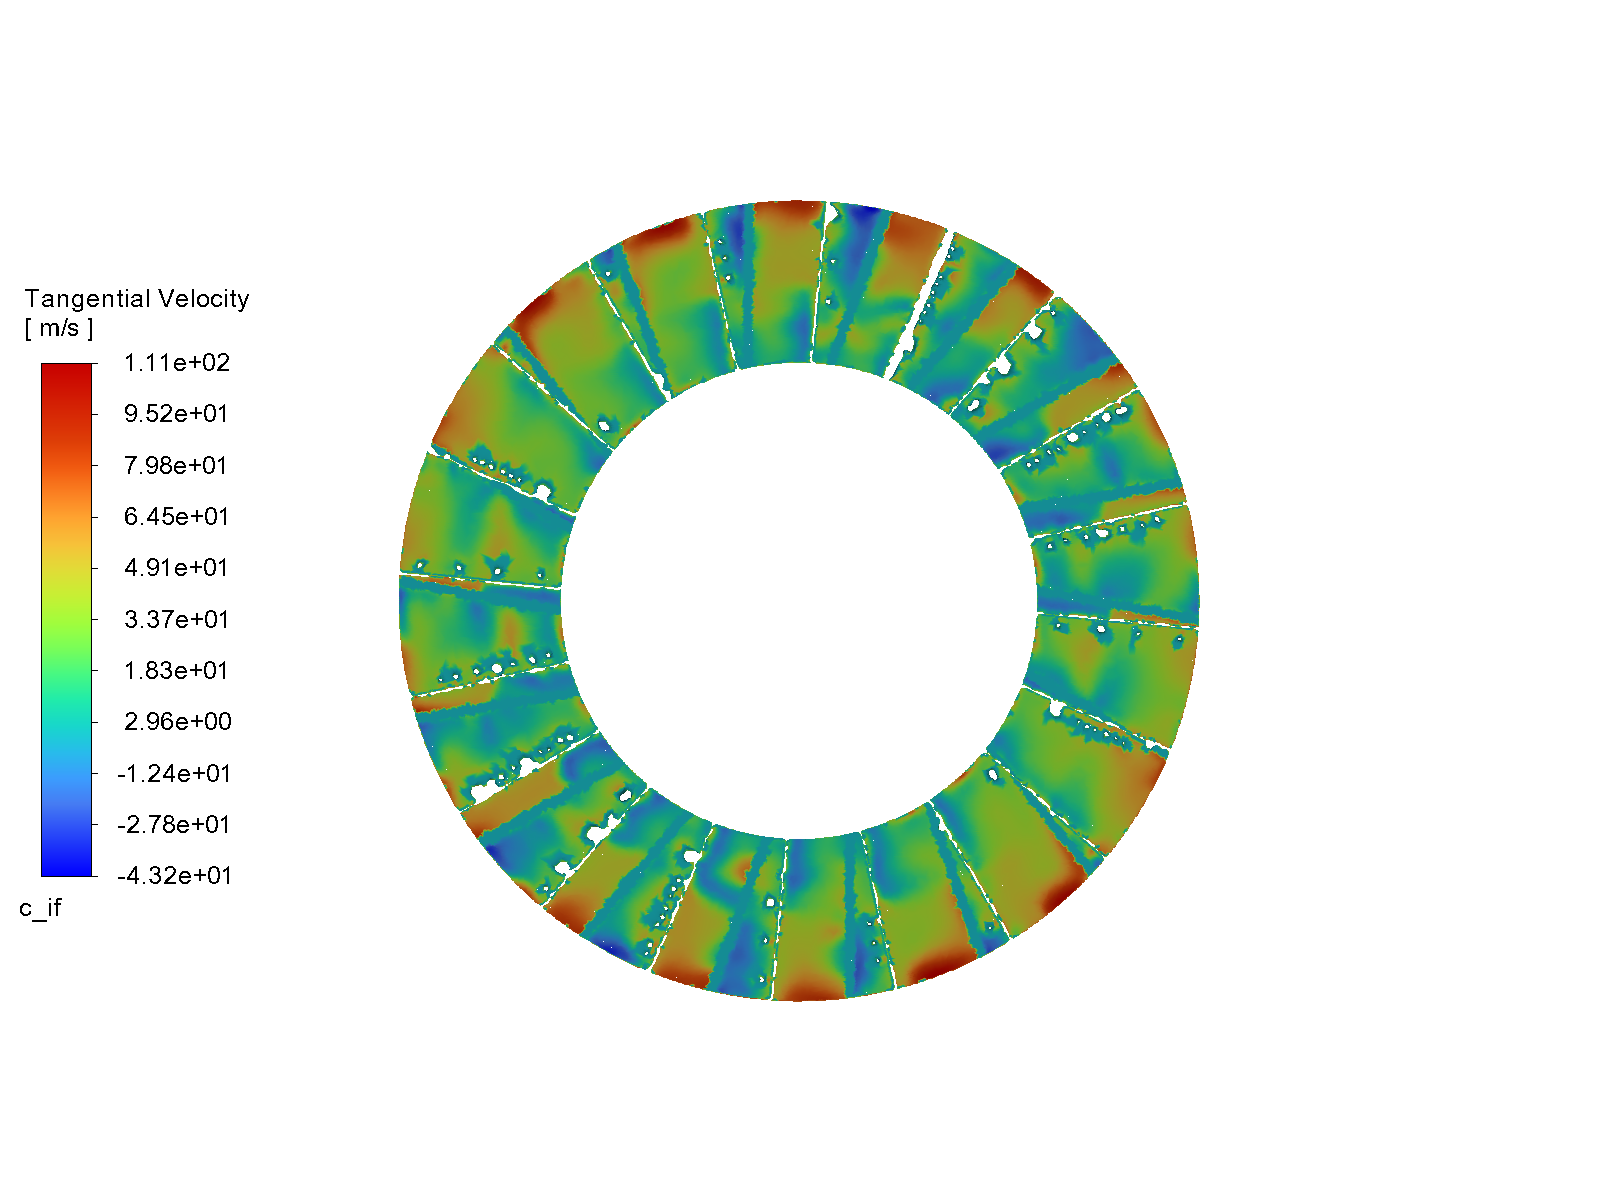 Tangential Velocity
[ m/s ]
1.11e+02
9.52e+01
7.98e+01
6.45e+01
4.91e+01
3.37e+01
1.83e+01
2.96e+00
-1.24e+01
-2.78e+01
-4.32e+01
c_if